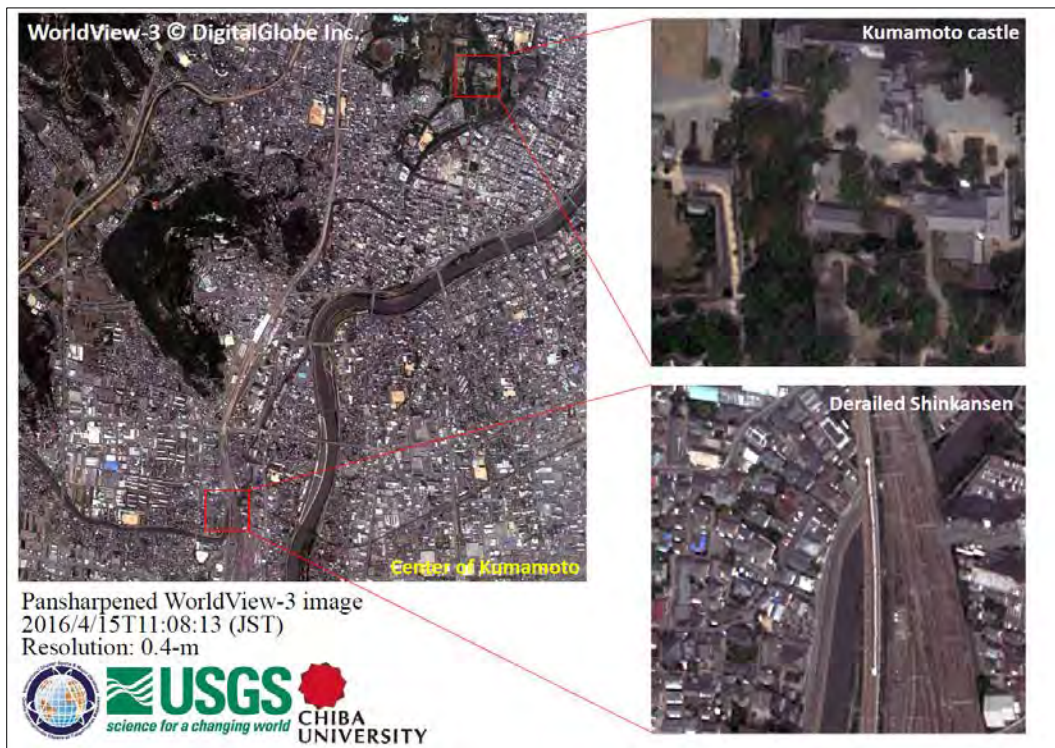 WorldView-3 © DigitalGlobe Inc.
Kumamoto castle
Derailed Shinkansen
Center of Kumamoto
Pansharpened WorldView-3 image
2016/4/15T11:08:13 (JST)
Resolution: 0.4-m
USGS
science for a changing world
CHIBA
UNIVERSITY